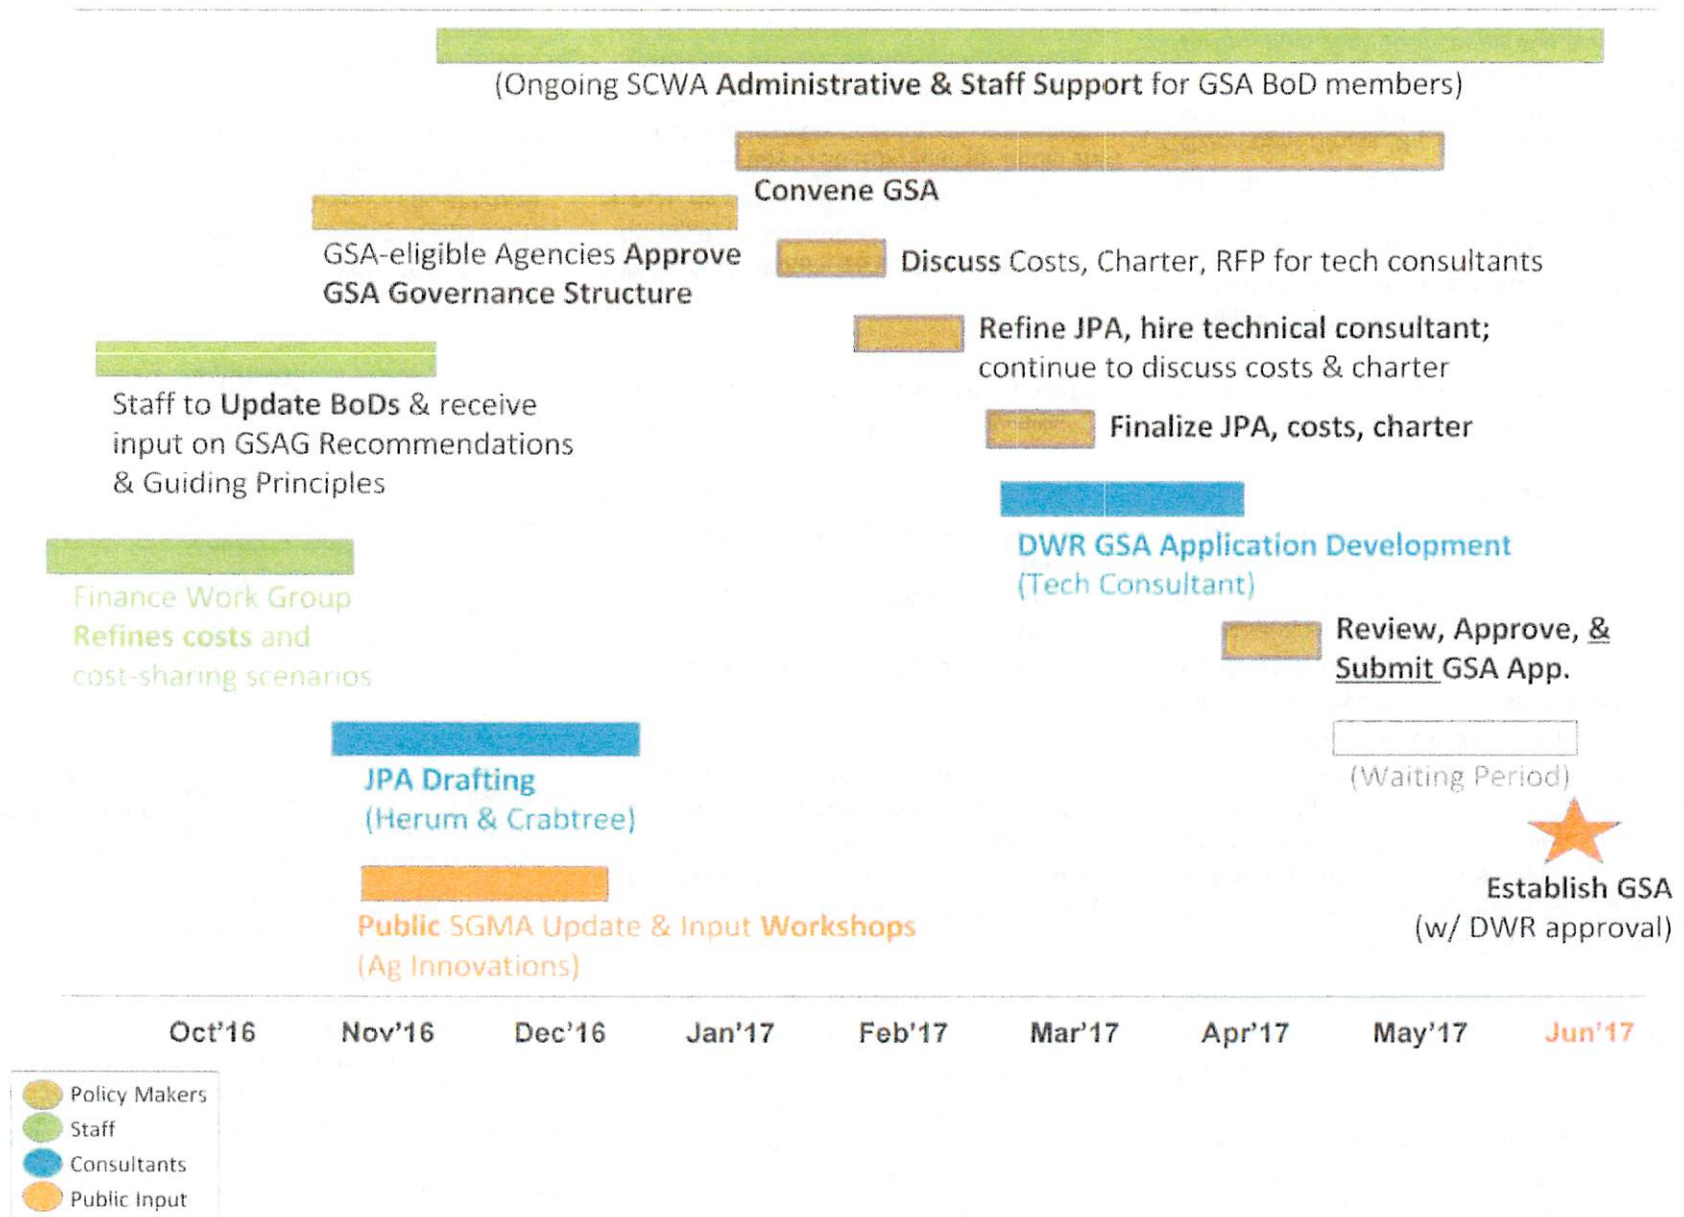 (Ongoing SCWA Administrative & Staff Support for GSA BoD members)
Convene GSA
GSA-eligible Agencies Approve
GSA Governance Structure
Discuss Costs, Charter, RFP for tech consultants
Refine JPA, hire technical consultant;
continue to discuss costs & charter
Staff to Update BoDs & receive
input on GSAG Recommendations
& Guiding Principles
Finalize JPA, costs, charter
DWR GSA Application Development
(Tech Consultant)
Finance Work Group
Refines costs and
cost-sharing scenarios
Review, Approve, &
Submit GSA App.
JPA Drafting
(Herum & Crabtree)
(Waiting Period)
Establish GSA
(w/ DWR approval)
Public SGMA Update & Input Workshops
(Ag Innovations)
Oct'16 Nov'16 Dec'16 Jan'17 Feb'17 Mar'17 Apr'17 May'17 Jun'17
Policy Makers
Staff
Consultants
Public Input